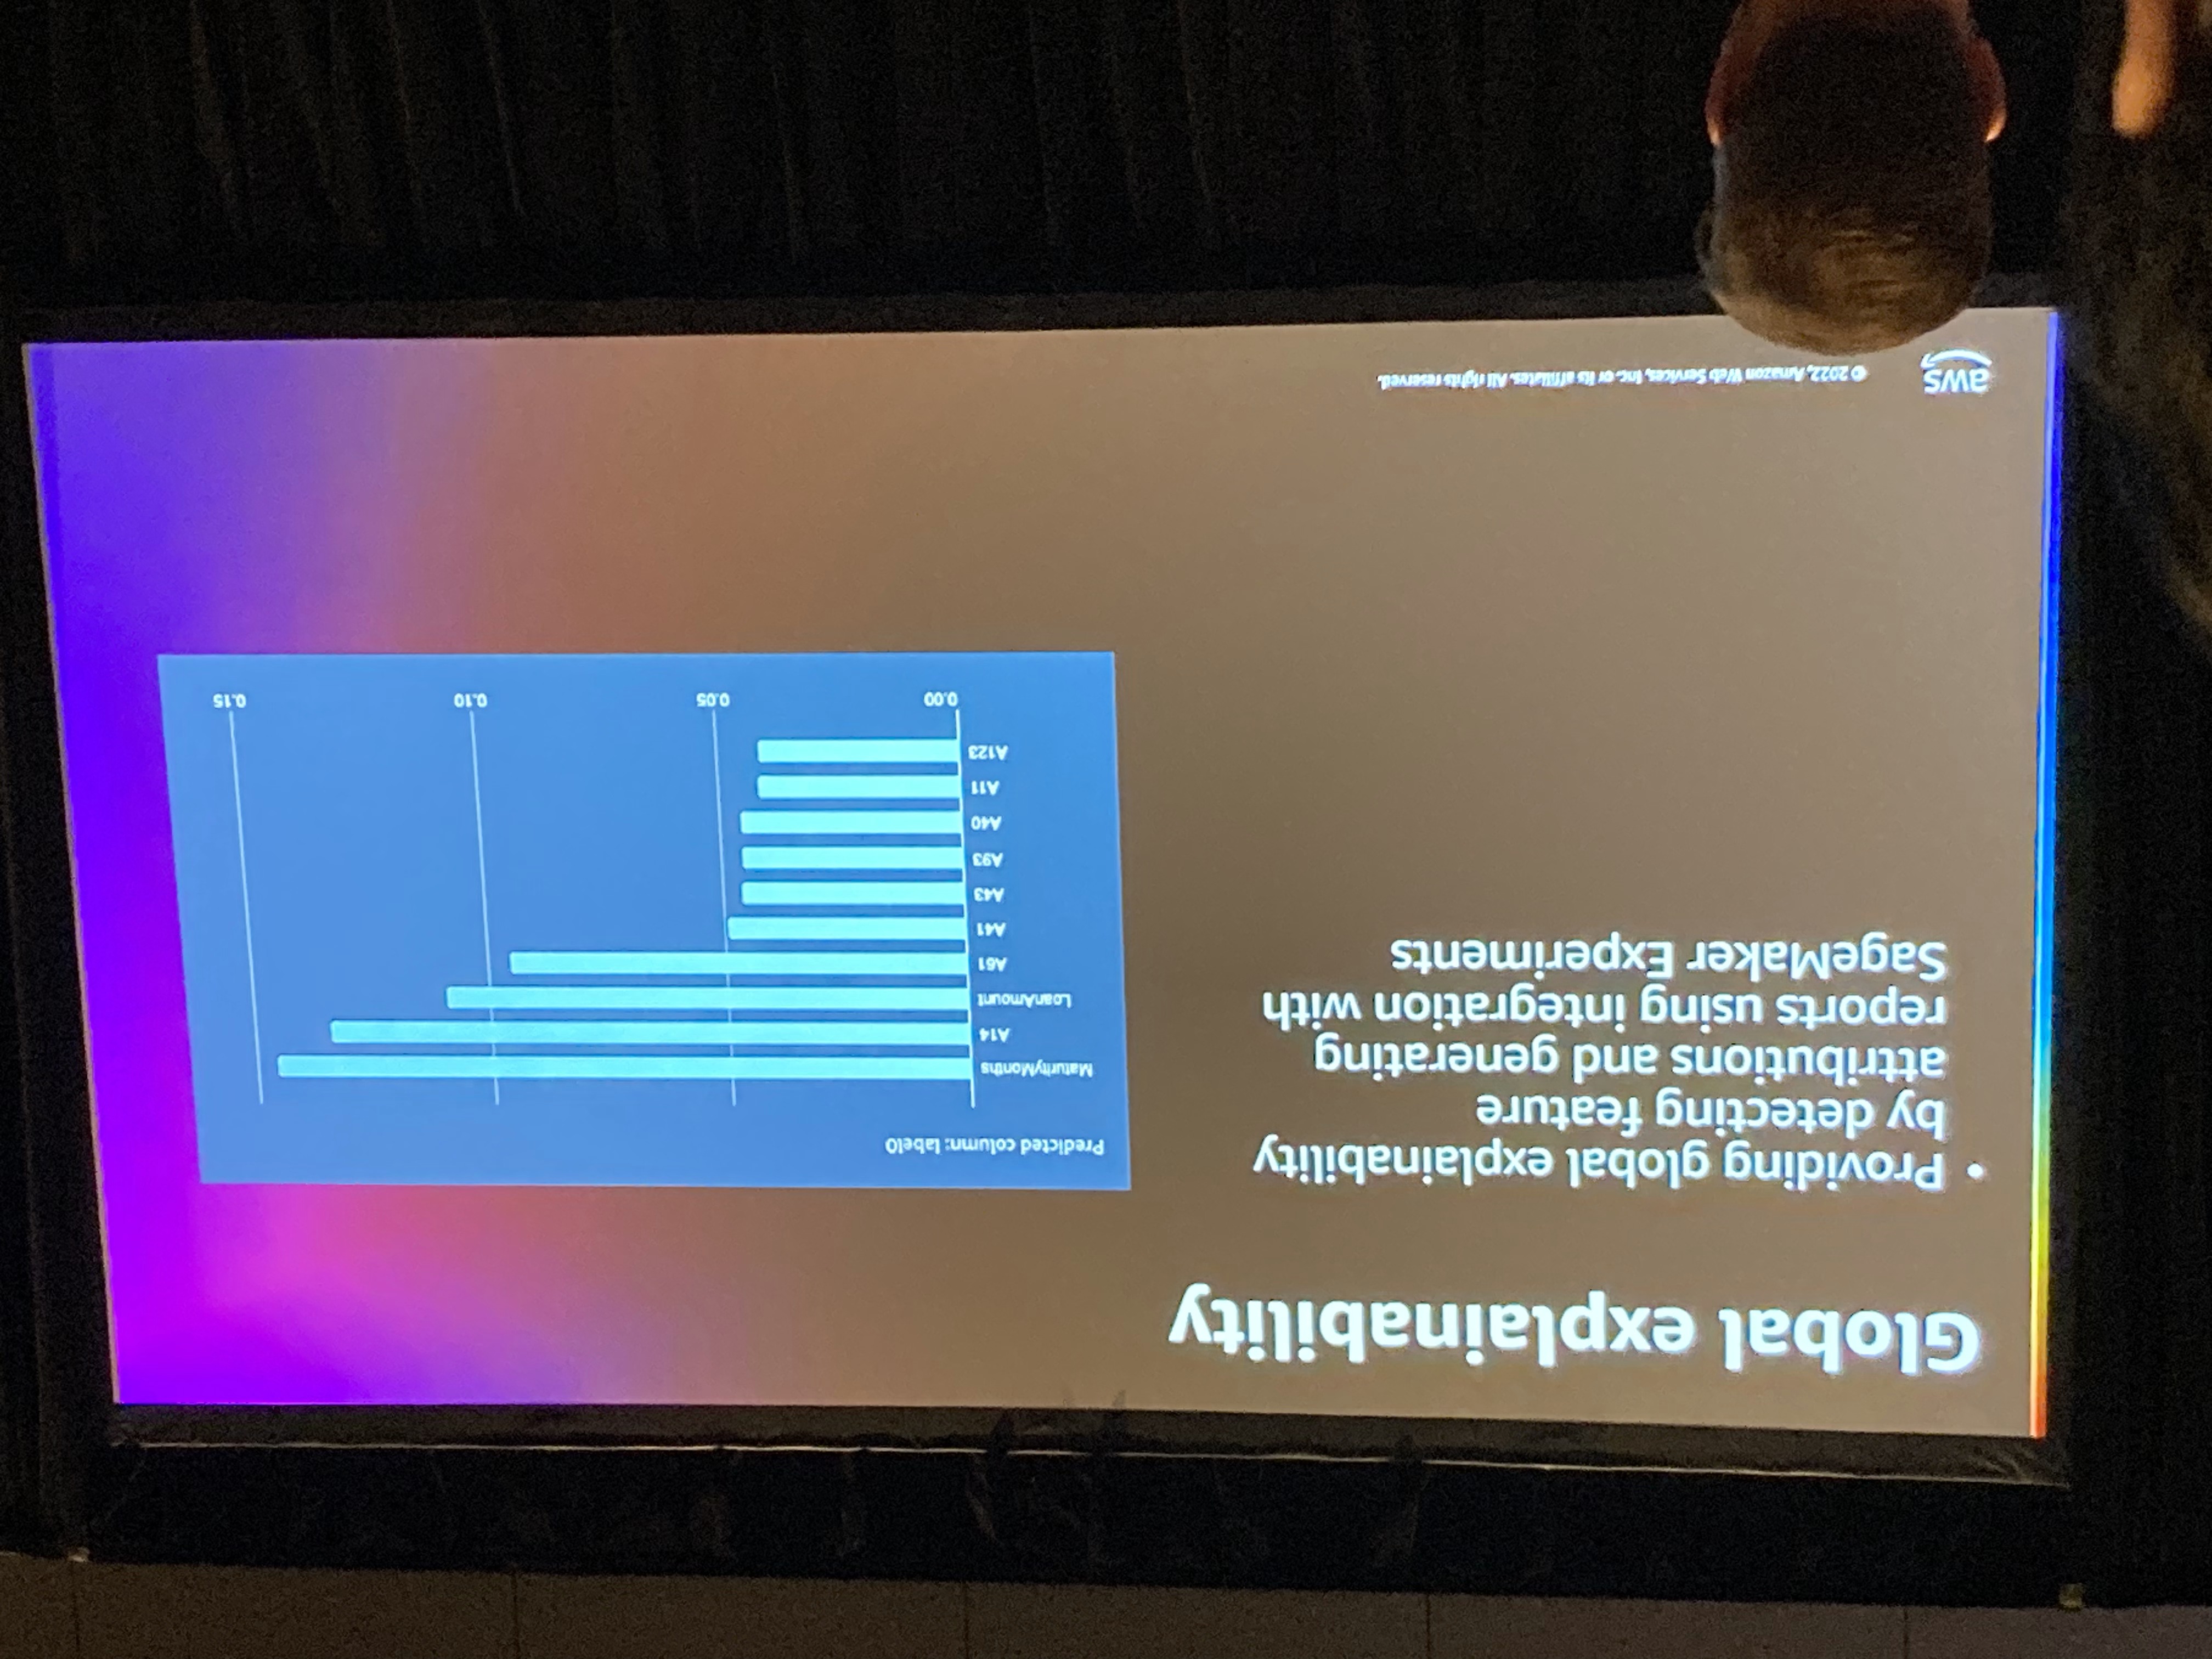 Global explainability
• Providing global explainability
by detecting feature
attributions and generating
reports using integration with
SageMaker Experiments
Predicted column: label0
MaturityMonths
A14
LoanAmount
A61
A41
A43
A93
A40
A11
A123
0.00 0.05 0.10 0.15
aws
© 2022, Amazon Web Services, Inc. or its affiliates. All rights reserved.